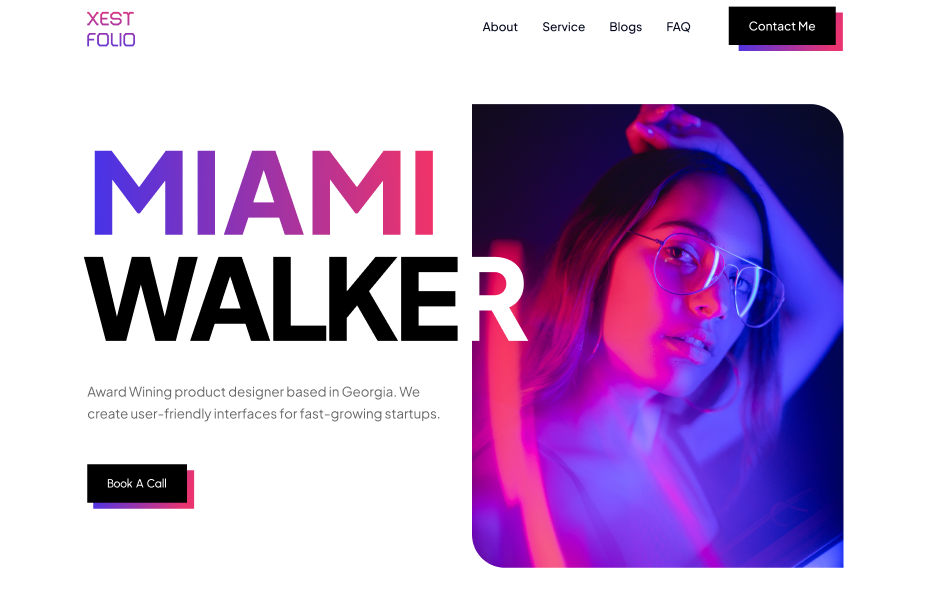 XEST
FOLIO
About Service Blogs FAQ Contact Me
MIAMI
WALKER
Award Wining product designer based in Georgia. We
create user-friendly interfaces for fast-growing startups.
Book A Call